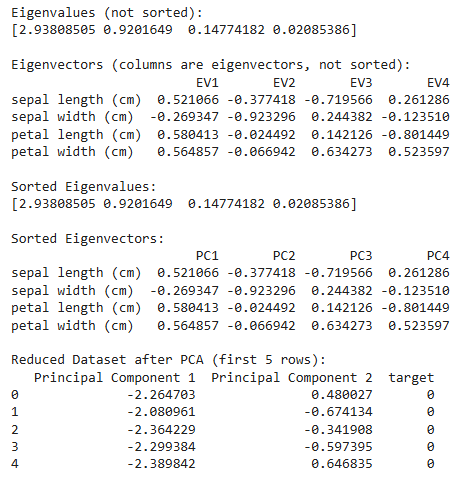 Eigenvalues (not sorted):
[2.93808505 0.9201649  0.14774182 0.02085386]
Eigenvectors (columns are eigenvectors, not sorted):
EV1 EV2 EV3 EV4
sepal length (cm) 0.521066 -0.377418 -0.719566 0.261286
sepal width (cm) -0.269347 -0.923296 0.244382 -0.123510
petal length (cm) 0.580413 -0.024492 0.142126 -0.801449
petal width (cm) 0.564857 -0.066942 0.634273 0.523597
Sorted Eigenvalues:
[2.93808505 0.9201649  0.14774182 0.02085386]
Sorted Eigenvectors:
PC1 PC2 PC3 PC4
sepal length (cm) 0.521066 -0.377418 -0.719566 0.261286
sepal width (cm) -0.269347 -0.923296 0.244382 -0.123510
petal length (cm) 0.580413 -0.024492 0.142126 -0.801449
petal width (cm) 0.564857 -0.066942 0.634273 0.523597
Reduced Dataset after PCA (first 5 rows):
Principal Component 1 Principal Component 2 target
0 -2.264703 0.480027 0
1 -2.080961 -0.674134 0
2 -2.364229 -0.341908 0
3 -2.299384 -0.597395 0
4 -2.389842 0.646835 0